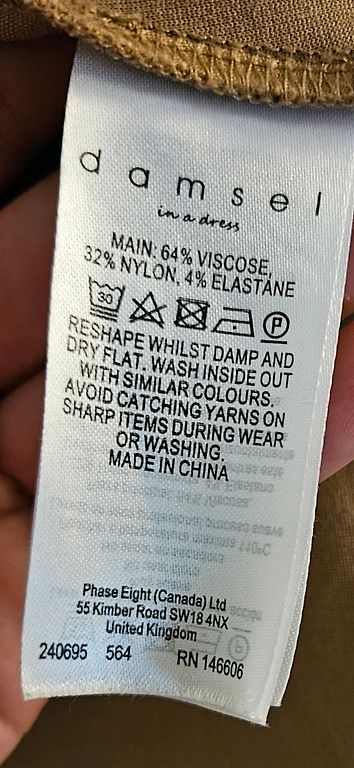 damsel
in a dress
MAIN: 64% VISCOSE,
32% NYLON, 4% ELASTANE
30 P
RESHAPE WHILST DAMP AND
DRY FLAT. WASH INSIDE OUT
WITH SIMILAR COLOURS.
AVOID CATCHING YARNS ON
SHARP ITEMS DURING WEAR
OR WASHING.
MADE IN CHINA
Phase Eight (Canada) Ltd
55 Kimber Road SW18 4NX
United Kingdom
240695 564 RN 146606